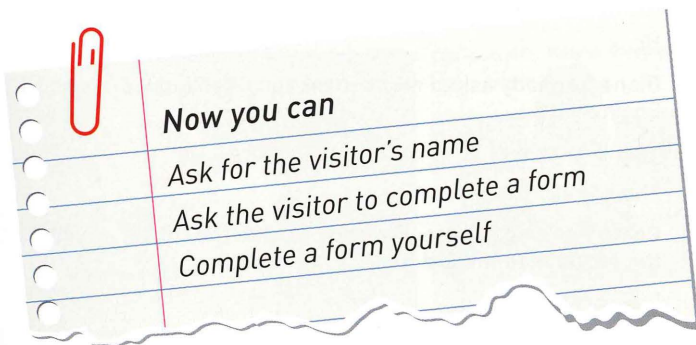 Now you can
Ask for the visitor's name
Ask the visitor to complete a form
Complete a form yourself